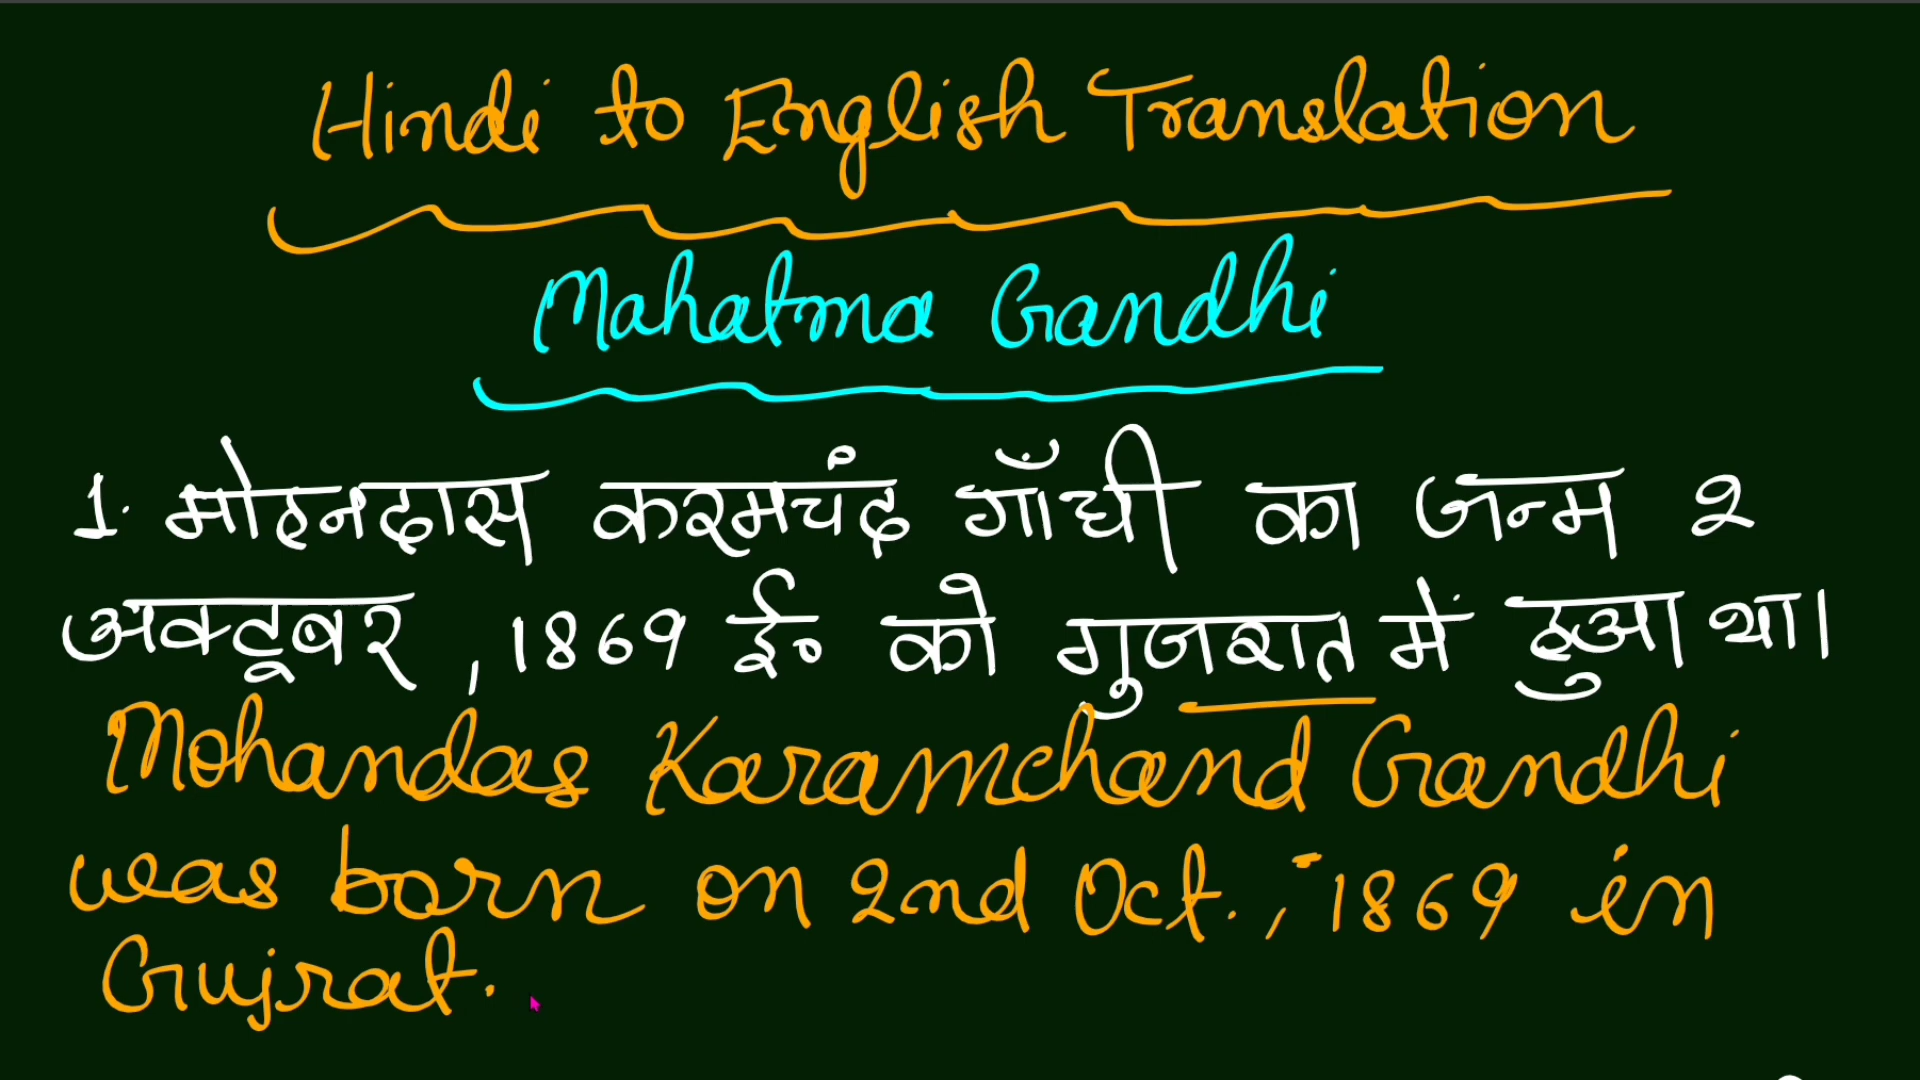 Hindi to English Translation
Mahatma Gandhi
1. मोहनदास करमचंद गाँधी का जन्म 2
अक्टूबर, 1869 ई० को गुजरात में हुआ था।
Mohandas Karamchand Gandhi
was born on 2nd Oct., 1869 in
Gujrat.